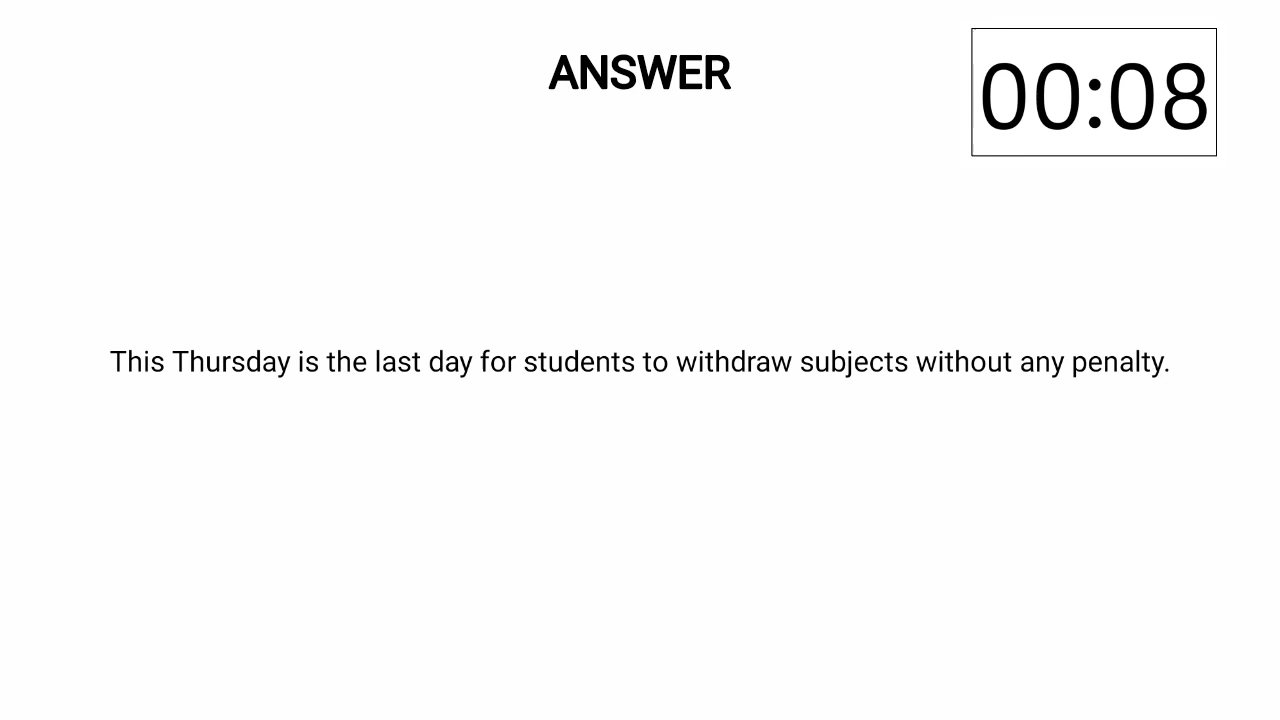 ANSWER
00:08
This Thursday is the last day for students to withdraw subjects without any penalty.